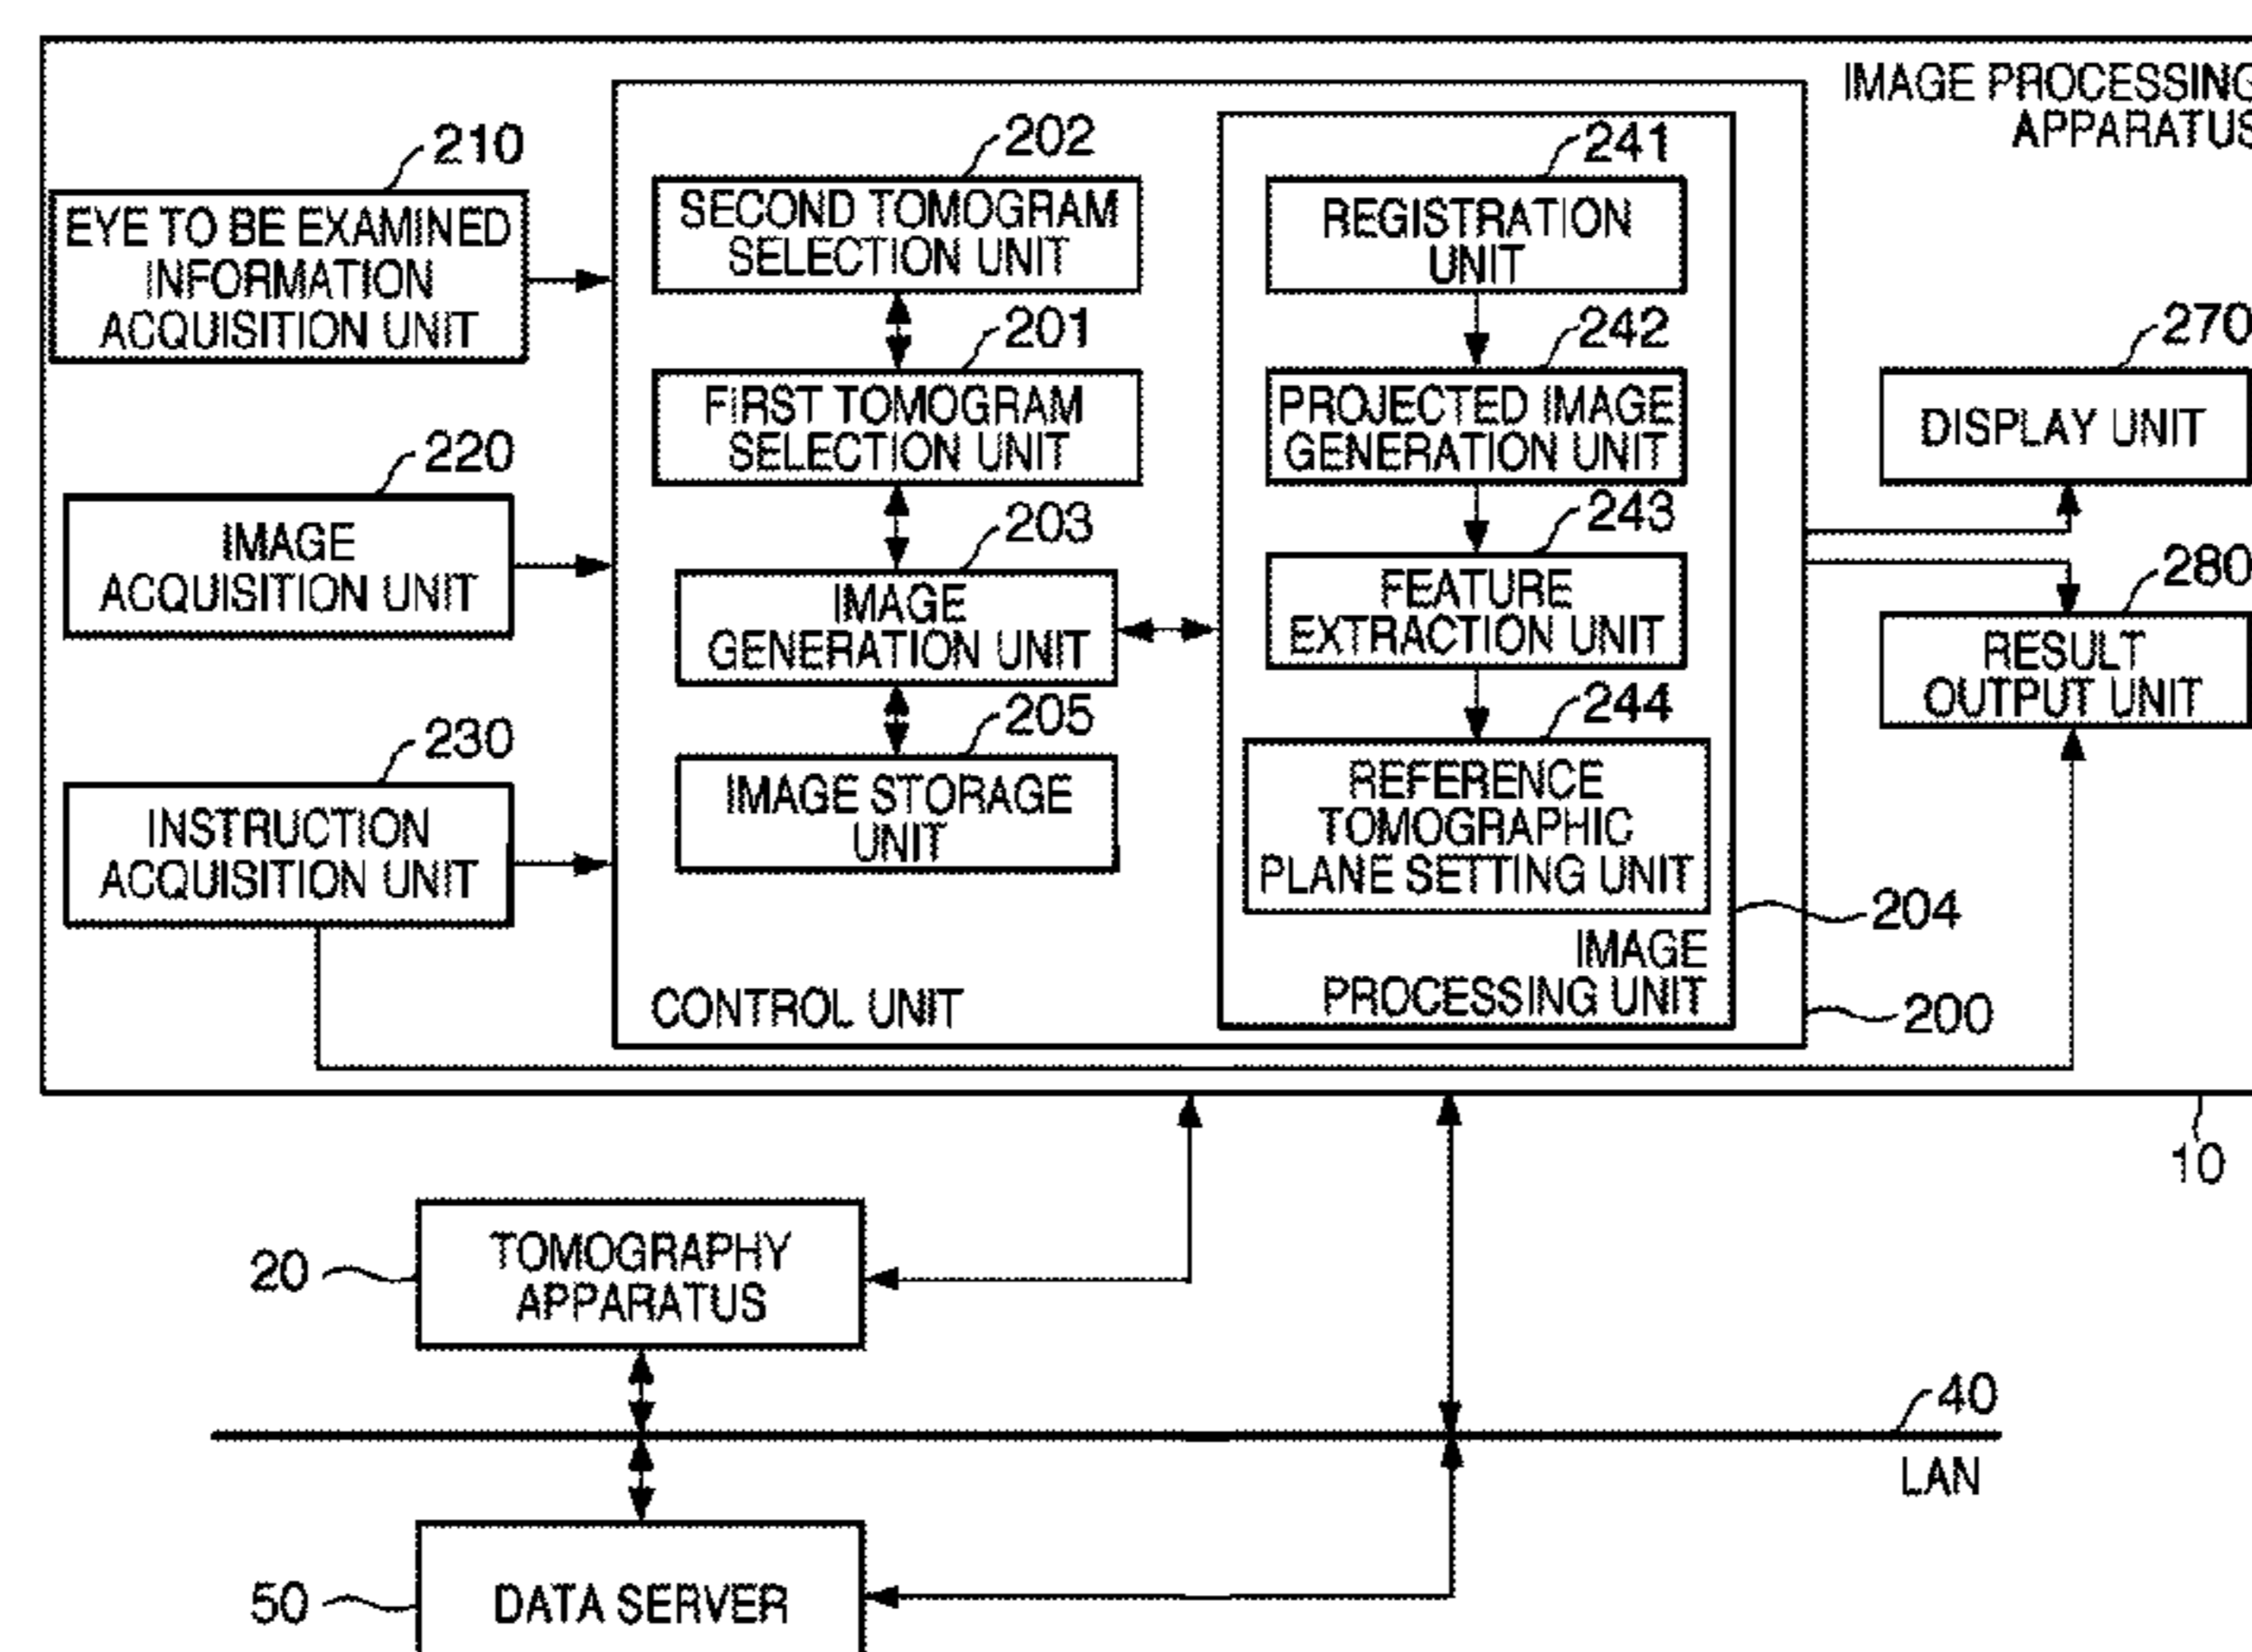 IMAGE PROCESSING
APPARATUS
210
EYE TO BE EXAMINED
INFORMATION
ACQUISITION UNIT
220
IMAGE
ACQUISITION UNIT
230
INSTRUCTION
ACQUISITION UNIT
202
SECOND TOMOGRAM
SELECTION UNIT
201
FIRST TOMOGRAM
SELECTION UNIT
203
IMAGE
GENERATION UNIT
205
IMAGE STORAGE
UNIT
CONTROL UNIT
241
REGISTRATION
UNIT
242
PROJECTED IMAGE
GENERATION UNIT
243
FEATURE
EXTRACTION UNIT
244
REFERENCE
TOMOGRAPHIC
PLANE SETTING UNIT
IMAGE
PROCESSING UNIT
204
200
270
DISPLAY UNIT
280
RESULT
OUTPUT UNIT
10
20
TOMOGRAPHY
APPARATUS
40
LAN
50
DATA SERVER